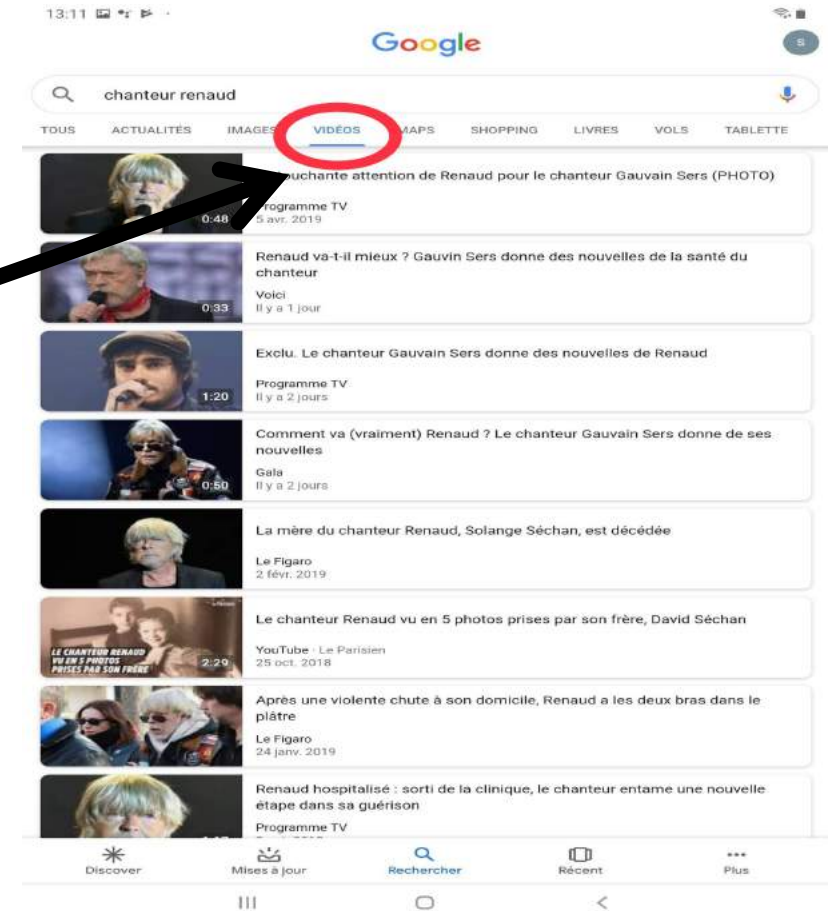 13:11
Google
S
chanteur renaud
TOUS ACTUALITÉS IMAGES VIDÉOS MAPS SHOPPING LIVRES VOLS TABLETTE
uchante attention de Renaud pour le chanteur Gauvain Sers (PHOTO)
Programme TV
5 avr. 2019
0:48
Renaud va-t-il mieux ? Gauvin Sers donne des nouvelles de la santé du
chanteur
Voici
Il y a 1 jour
0:33
Exclu. Le chanteur Gauvain Sers donne des nouvelles de Renaud
Programme TV
Il y a 2 jours
1:20
Comment va (vraiment) Renaud ? Le chanteur Gauvain Sers donne de ses
nouvelles
Gala
Il y a 2 jours
0:50
La mère du chanteur Renaud, Solange Séchan, est décédée
Le Figaro
2 févr. 2019
Le chanteur Renaud vu en 5 photos prises par son frère, David Séchan
YouTube · Le Parisien
25 oct. 2018
LE CHANTEUR RENAUD
VU EN 5 PHOTOS
PRISES PAR SON FRÈRE
2:29
Après une violente chute à son domicile, Renaud a les deux bras dans le
plâtre
Le Figaro
24 janv. 2019
Renaud hospitalisé : sorti de la clinique, le chanteur entame une nouvelle
étape dans sa guérison
Programme TV
Discover Mises à jour Rechercher Récent Plus